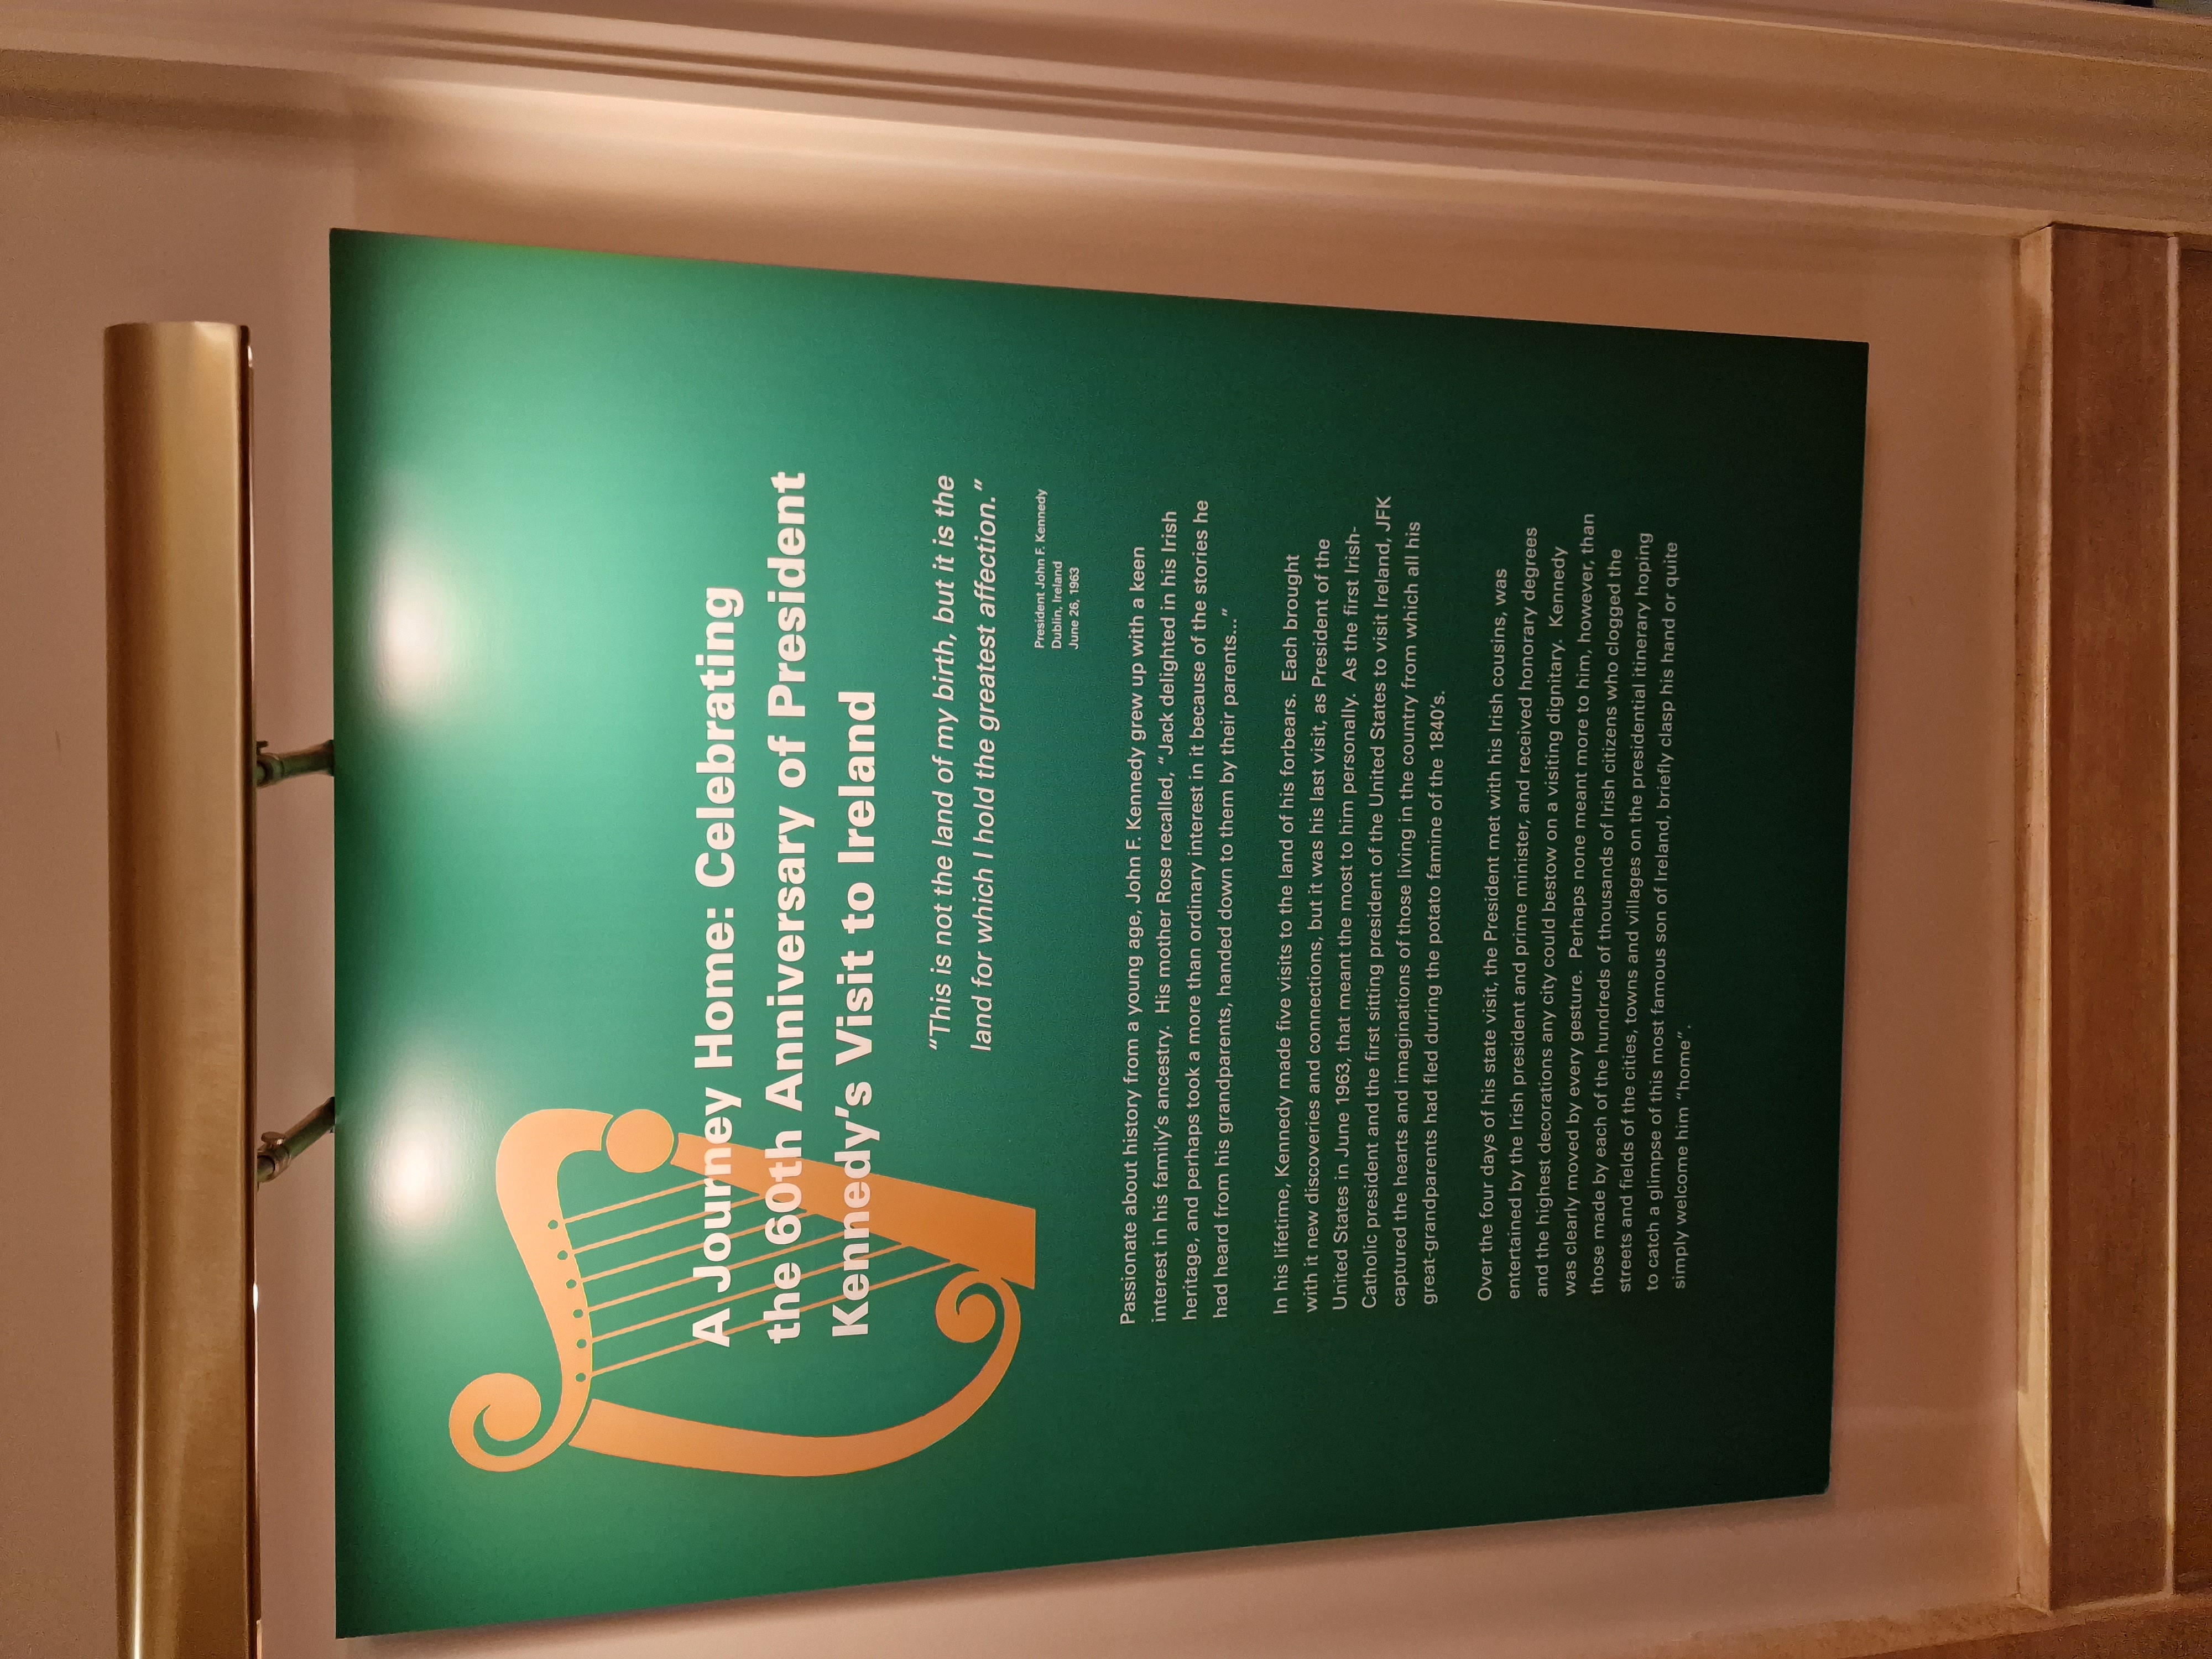 A Journey Home: Celebrating
the 60th Anniversary of President
Kennedy's Visit to Ireland
"This is not the land of my birth, but it is the
land for which I hold the greatest affection."
President John F. Kennedy
Dublin, Ireland
June 26, 1963
Passionate about history from a young age, John F. Kennedy grew up with a keen
interest in his family's ancestry. His mother Rose recalled, "Jack delighted in his Irish
heritage, and perhaps took a more than ordinary interest in it because of the stories he
had heard from his grandparents, handed down to them by their parents..."
In his lifetime, Kennedy made five visits to the land of his forbears. Each brought
with it new discoveries and connections, but it was his last visit, as President of the
United States in June 1963, that meant the most to him personally. As the first Irish-
Catholic president and the first sitting president of the United States to visit Ireland, JFK
captured the hearts and imaginations of those living in the country from which all his
great-grandparents had fled during the potato famine of the 1840's.
Over the four days of his state visit, the President met with his Irish cousins, was
entertained by the Irish president and prime minister, and received honorary degrees
and the highest decorations any city could bestow on a visiting dignitary. Kennedy
was clearly moved by every gesture. Perhaps none meant more to him, however, than
those made by each of the hundreds of thousands of Irish citizens who clogged the
streets and fields of the cities, towns and villages on the presidential itinerary hoping
to catch a glimpse of this most famous son of Ireland, briefly clasp his hand or quite
simply welcome him "home".